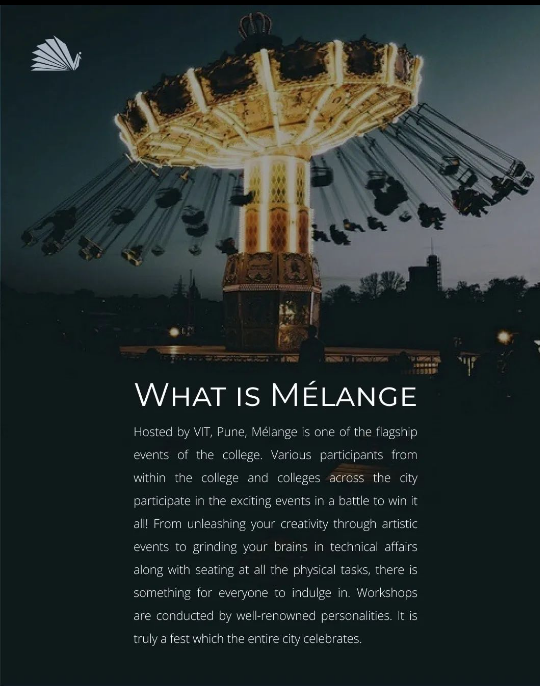 WHAT IS MÉLANGE
Hosted by VIT, Pune, Mélange is one of the flagship
events of the college. Various participants from
within the college and colleges across the city
participate in the exciting events in a battle to win it
all! From unleashing your creativity through artistic
events to grinding your brains in technical affairs
along with seating at all the physical tasks, there is
something for everyone to indulge in. Workshops
are conducted by well-renowned personalities. It is
truly a fest which the entire city celebrates.